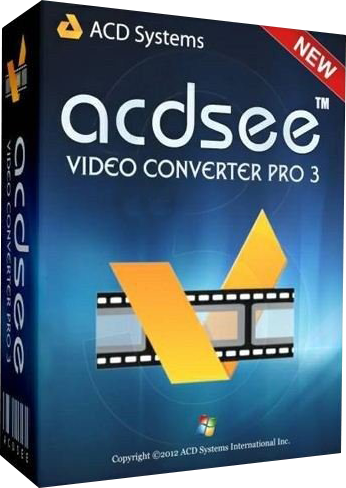 ACD Systems
NEW
acdsee™
VIDEO CONVERTER PRO 3
Copyright ©2012 ACD Systems International Inc.
acdsee
VIDEO CONVERTER PRO 3
ACDSEE